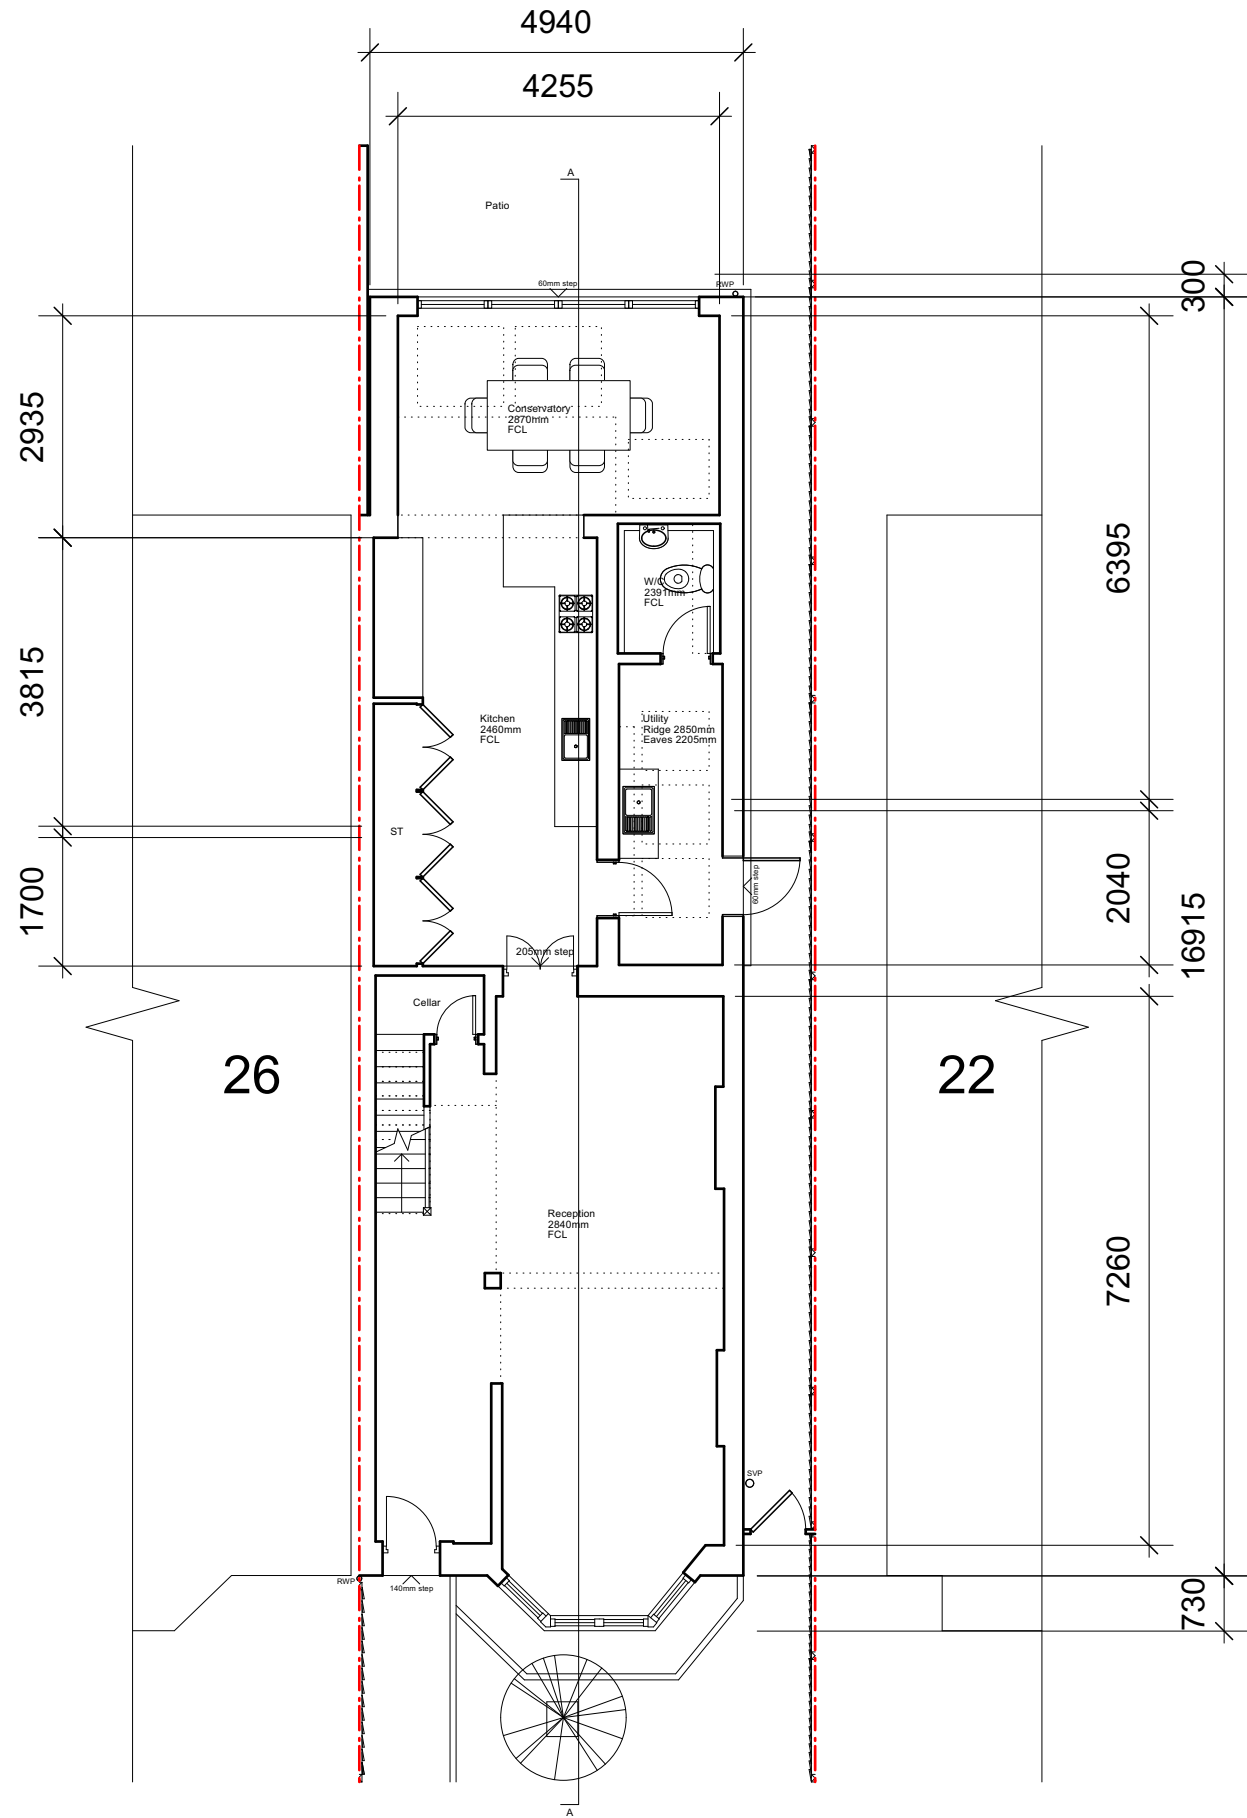 4940
4255
A
Patio
60mm step
RWP
300
2935
Conservatory
2870mm
FCL
6395
W/C
2391mm
FCL
3815
Kitchen
2460mm
FCL
Utility
Ridge 2850mm
Eaves 2205mm
ST
60mm step
1700
2040
16915
205mm step
Cellar
26
22
Reception
2840mm
FCL
7260
SVP
RWP
140mm step
730
A